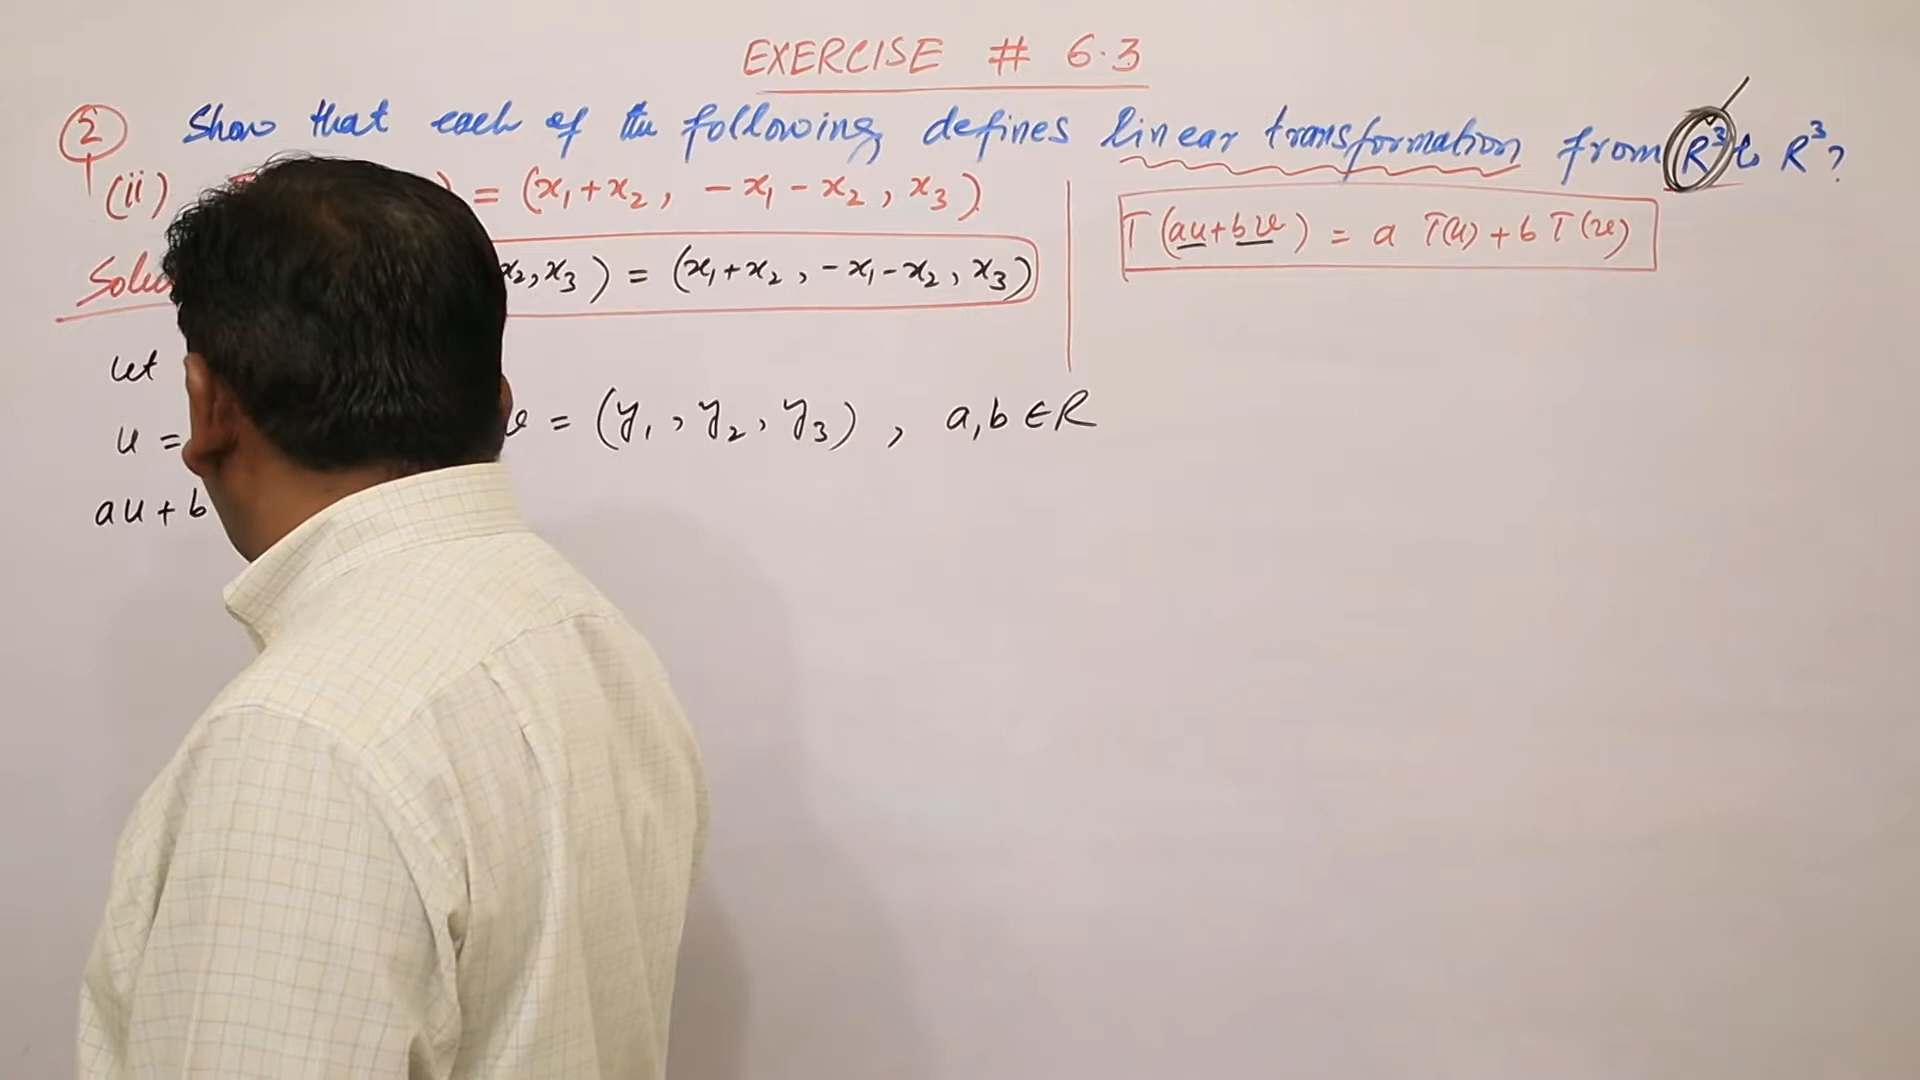 EXERCISE # 6.3
2 Show that each of the following defines linear transformation from R³ to R³?
(ii) ) = (x₁+x₂, -x₁-x₂, x₃)
T(au+bv) = a T(u) + b T(v)
x₂, x₃) = (x₁+x₂, -x₁-x₂, x₃)
let
u = = (y₁, y₂, y₃), a,b ∈ R
au+b